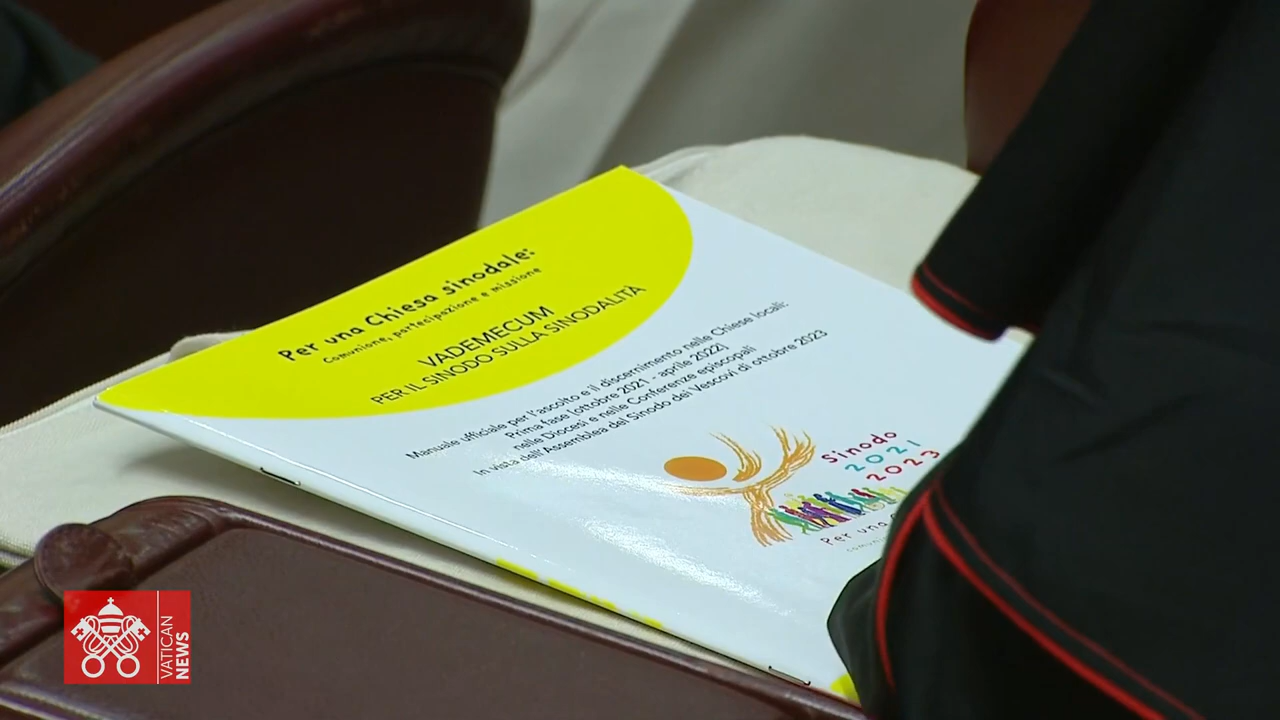 Per una Chiesa sinodale:
comunione, partecipazione e missione
VADEMECUM
PER IL SINODO SULLA SINODALITÀ
Manuale ufficiale per l'ascolto e il discernimento nelle Chiese locali:
Prima fase [ottobre 2021 - aprile 2022]
nelle Diocesi e nelle Conferenze episcopali
In vista dell'Assemblea del Sinodo dei Vescovi di ottobre 2023
Sinodo
2021
2023
Per una
VATICAN
NEWS